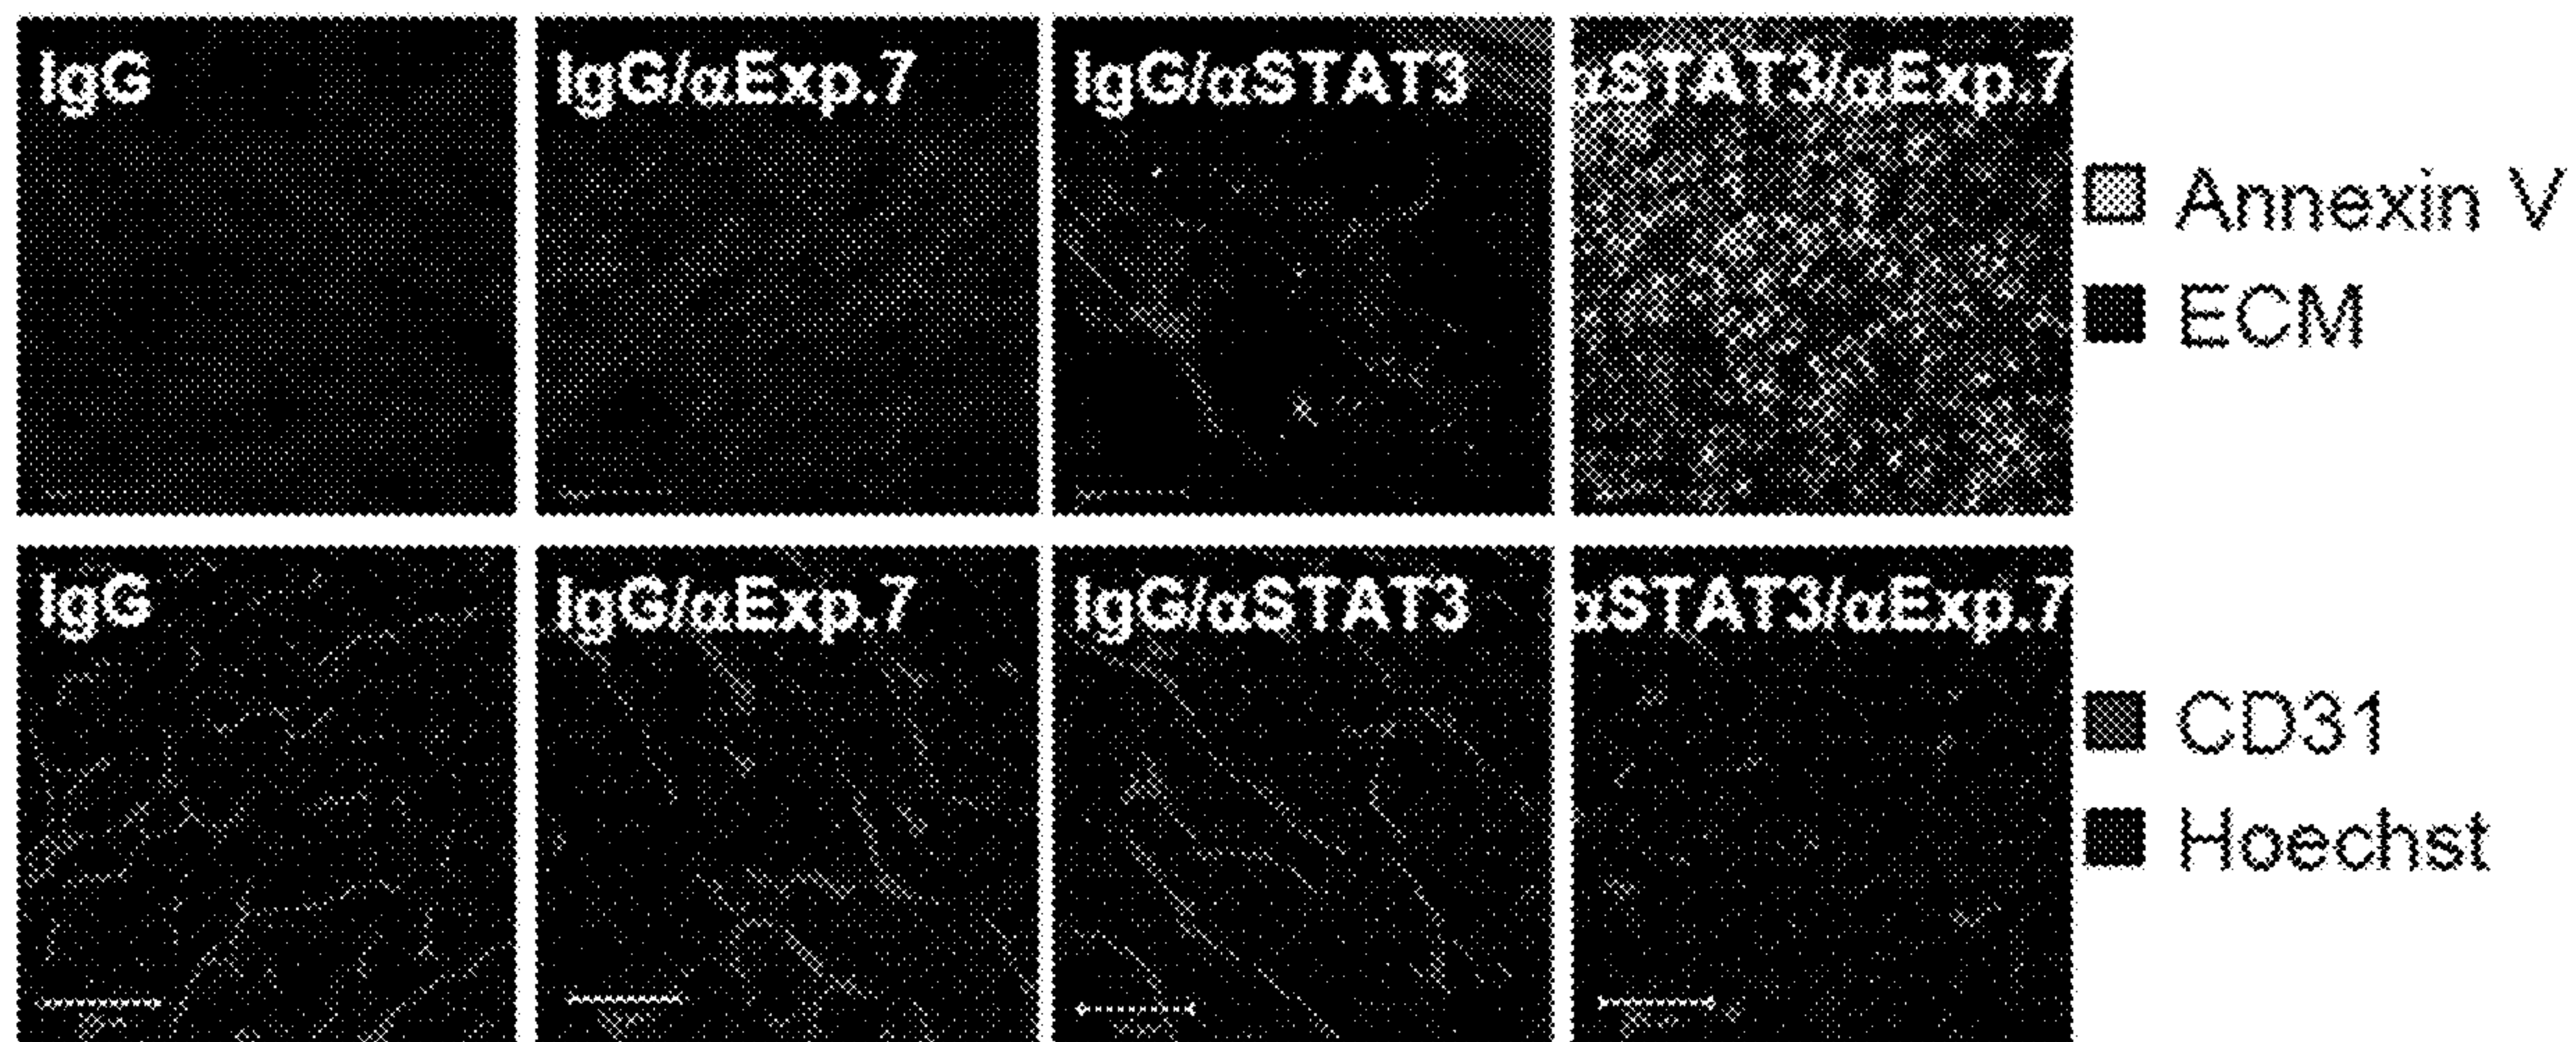 IgG
IgG/αExp.7
IgG/αSTAT3
αSTAT3/αExp.7
Annexin V
ECM
IgG
IgG/αExp.7
IgG/αSTAT3
αSTAT3/αExp.7
CD31
Hoechst